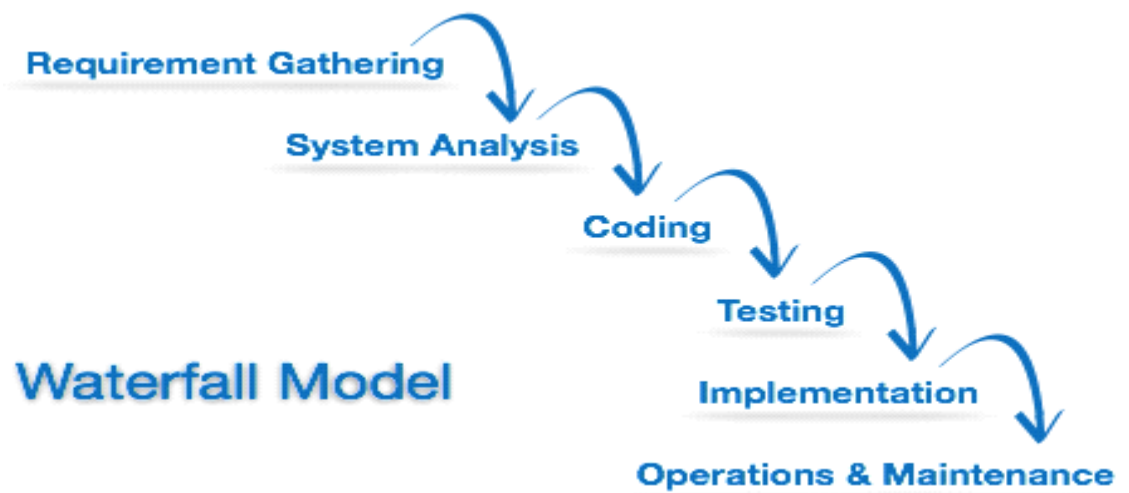 Requirement Gathering
System Analysis
Coding
Testing
Waterfall Model
Implementation
Operations & Maintenance